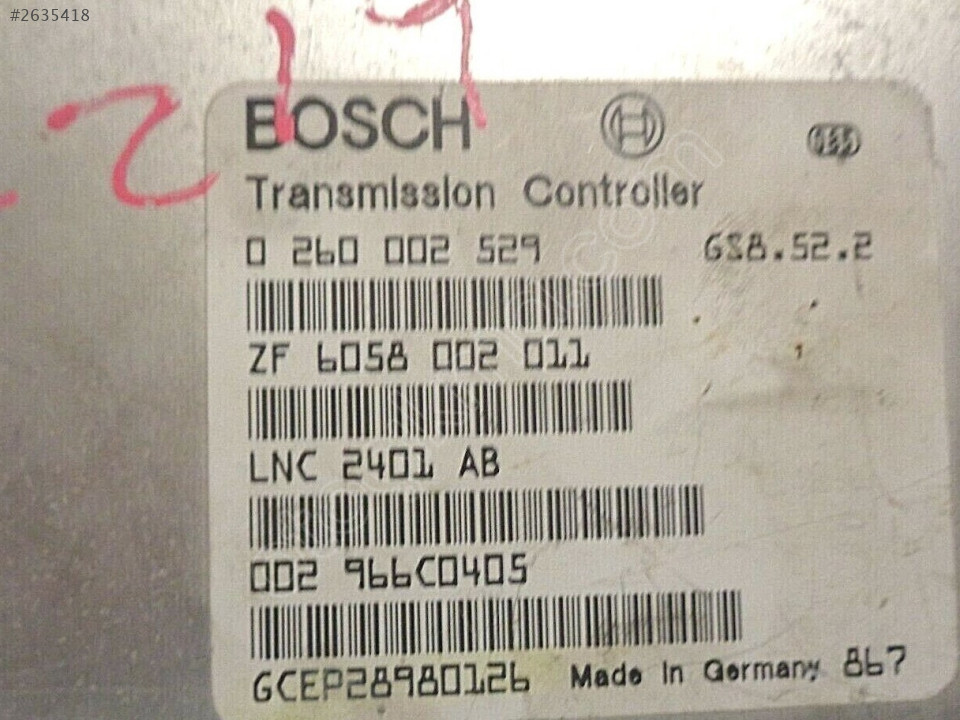 #2635418
217
BOSCH
Transmission Controller
0 260 002 529 GS8.52.2
ZF 6058 002 011
LNC 2401 AB
002 966C0405
GCEP28980126 Made In Germany 867